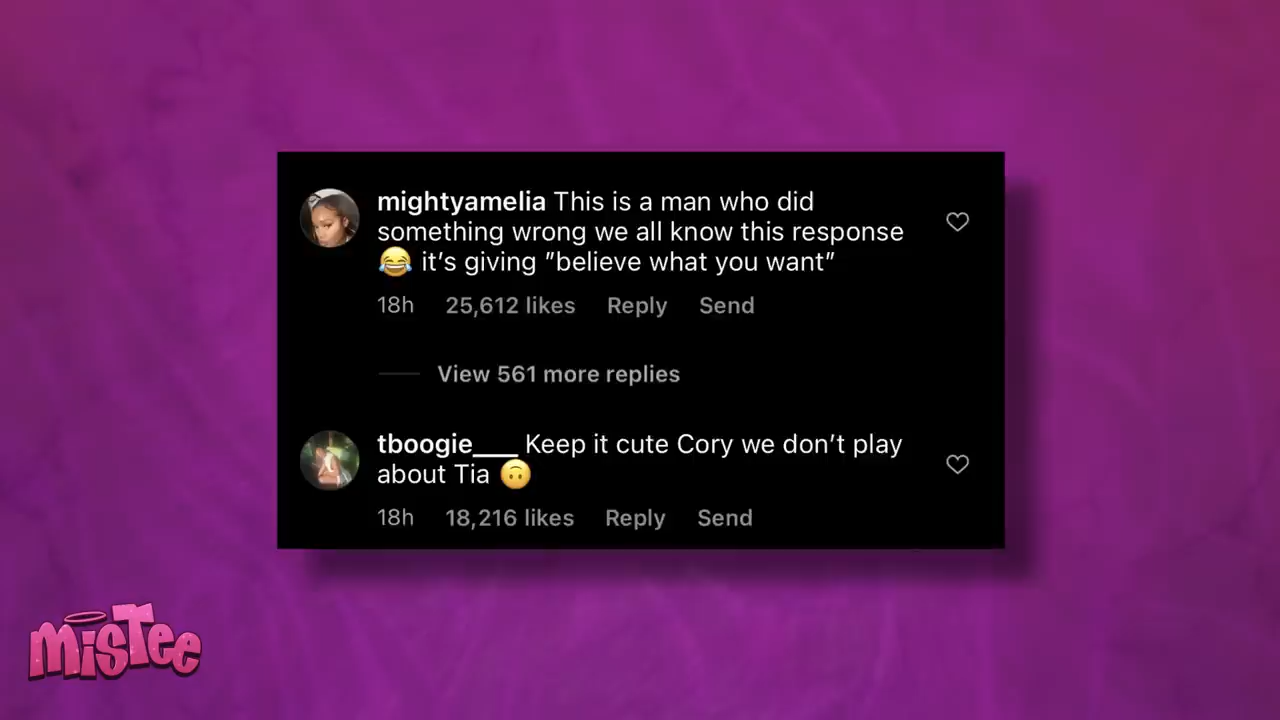 mightyamelia This is a man who did
something wrong we all know this response
😂 it's giving "believe what you want"
18h 25,612 likes Reply Send
View 561 more replies
tboogie___ Keep it cute Cory we don't play
about Tia 🙃
18h 18,216 likes Reply Send
MisTee